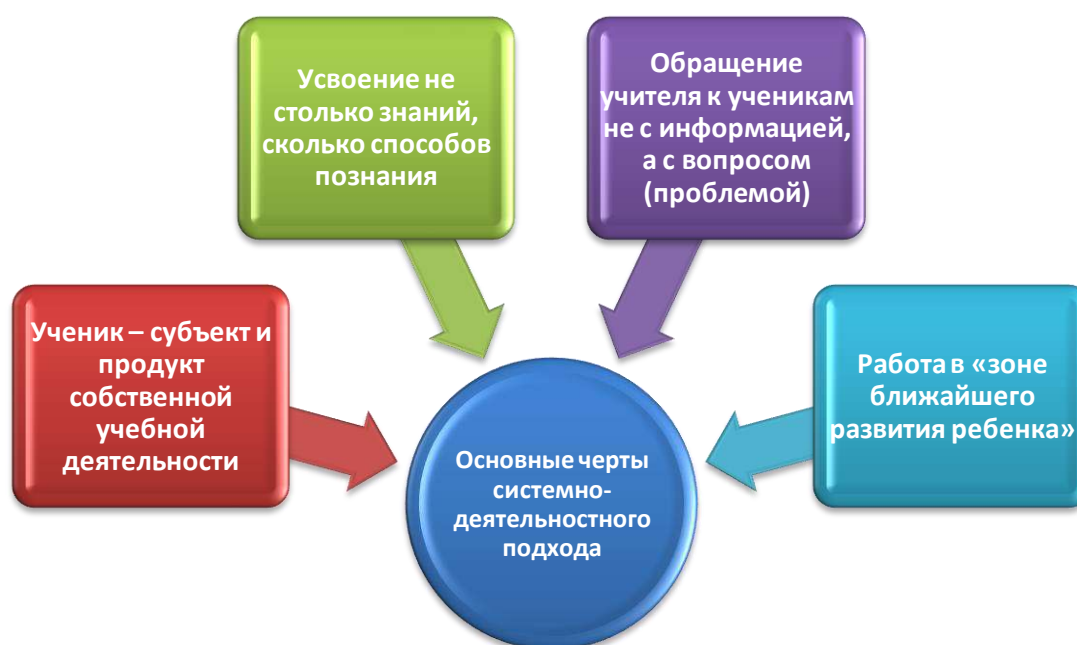 Усвоение не
столько знаний,
сколько способов
познания
Обращение
учителя к ученикам
не с информацией,
а с вопросом
(проблемой)
Ученик – субъект и
продукт
собственной
учебной
деятельности
Работа в «зоне
ближайшего
развития ребенка»
Основные черты
системно-
деятельностного
подхода